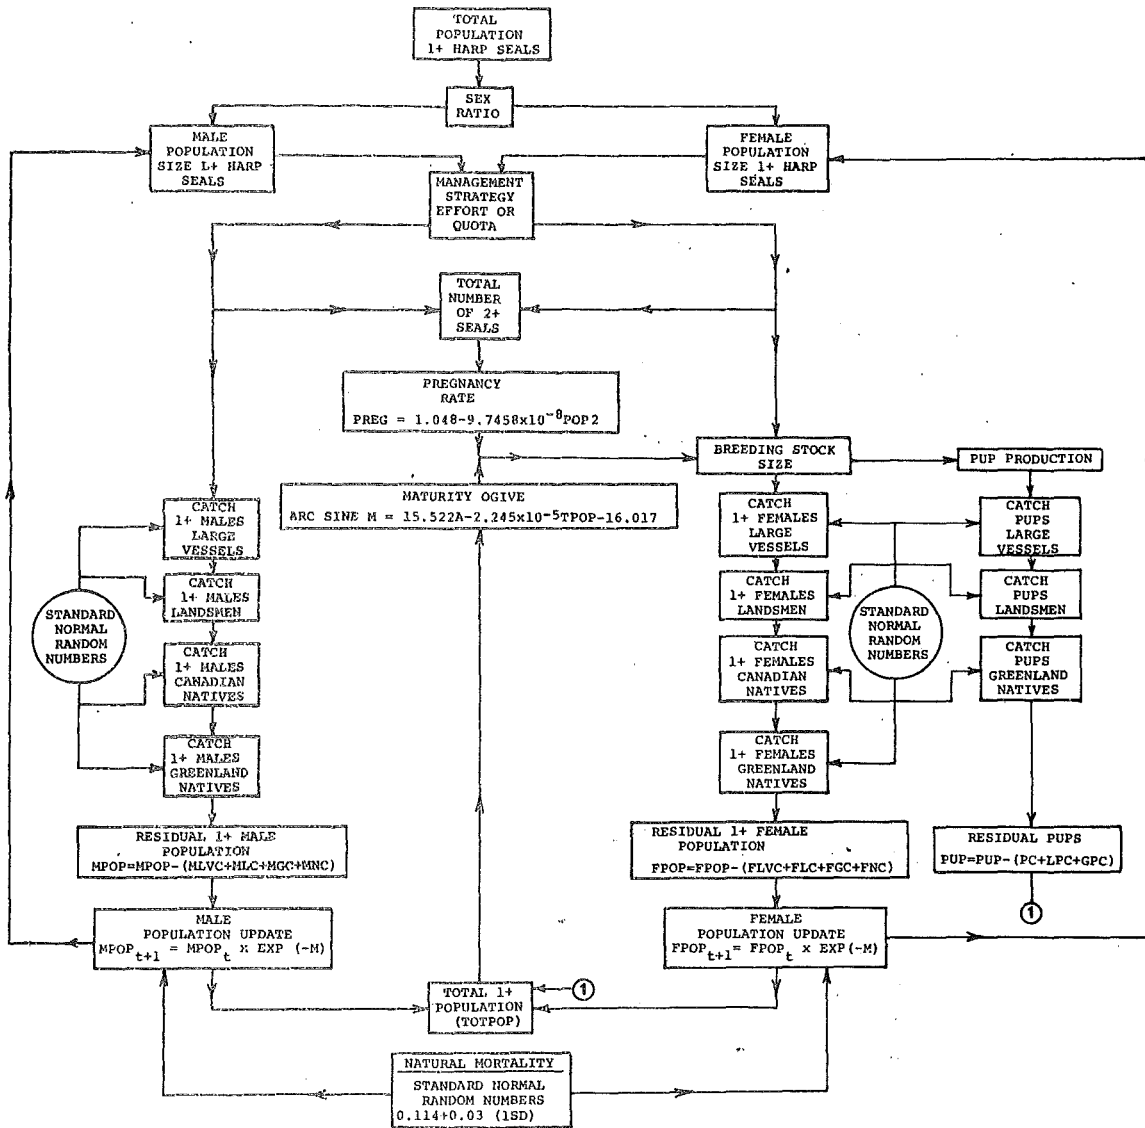 TOTAL
POPULATION
1+ HARP SEALS
SEX
RATIO
MALE
POPULATION
SIZE L+ HARP
SEALS
FEMALE
POPULATION
SIZE 1+ HARP
SEALS
MANAGEMENT
STRATEGY
EFFORT OR
QUOTA
TOTAL
NUMBER
OF 2+
SEALS
PREGNANCY
RATE
PREG = 1.048-9.7458x10⁻⁸POP2
BREEDING STOCK
SIZE
PUP PRODUCTION
MATURITY OGIVE
ARC SINE M = 15.522A-2.245x10⁻⁵TPOP-16.017
CATCH
1+ MALES
LARGE
VESSELS
CATCH
1+ MALES
LANDSMEN
CATCH
1+ MALES
CANADIAN
NATIVES
CATCH
1+ MALES
GREENLAND
NATIVES
STANDARD
NORMAL
RANDOM
NUMBERS
CATCH
1+ FEMALES
LARGE
VESSELS
CATCH
1+ FEMALES
LANDSMEN
CATCH
1+ FEMALES
CANADIAN
NATIVES
CATCH
1+ FEMALES
GREENLAND
NATIVES
STANDARD
NORMAL
RANDOM
NUMBERS
CATCH
PUPS
LARGE
VESSELS
CATCH
PUPS
LANDSMEN
CATCH
PUPS
GREENLAND
NATIVES
RESIDUAL 1+ MALE
POPULATION
MPOP=MPOP-(MLVC+MLC+MGC+MNC)
RESIDUAL 1+ FEMALE
POPULATION
FPOP=FPOP-(FLVC+FLC+FGC+FNC)
RESIDUAL PUPS
PUP=PUP-(PC+LPC+GPC)
1
MALE
POPULATION UPDATE
MPOPt+1 = MPOPt x EXP (-M)
FEMALE
POPULATION UPDATE
FPOPt+1= FPOPt x EXP(-M)
TOTAL 1+
POPULATION
(TOTPOP)
1
NATURAL MORTALITY
STANDARD NORMAL
RANDOM NUMBERS
0.114+0.03 (1SD)